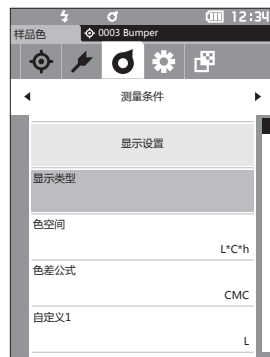 12:34
样品色 0003 Bumper
测量条件
显示设置
显示类型
色空间
L*C*h
色差公式
CMC
自定义1
L